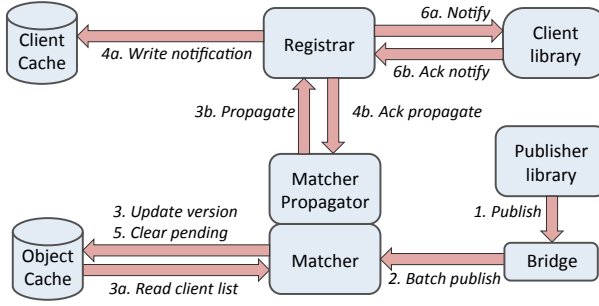 Client
Cache
4a. Write notification
Registrar
6a. Notify
6b. Ack notify
Client
library
3b. Propagate
4b. Ack propagate
Publisher
library
Matcher
Propagator
1. Publish
3. Update version
5. Clear pending
Object
Cache
3a. Read client list
Matcher
2. Batch publish
Bridge